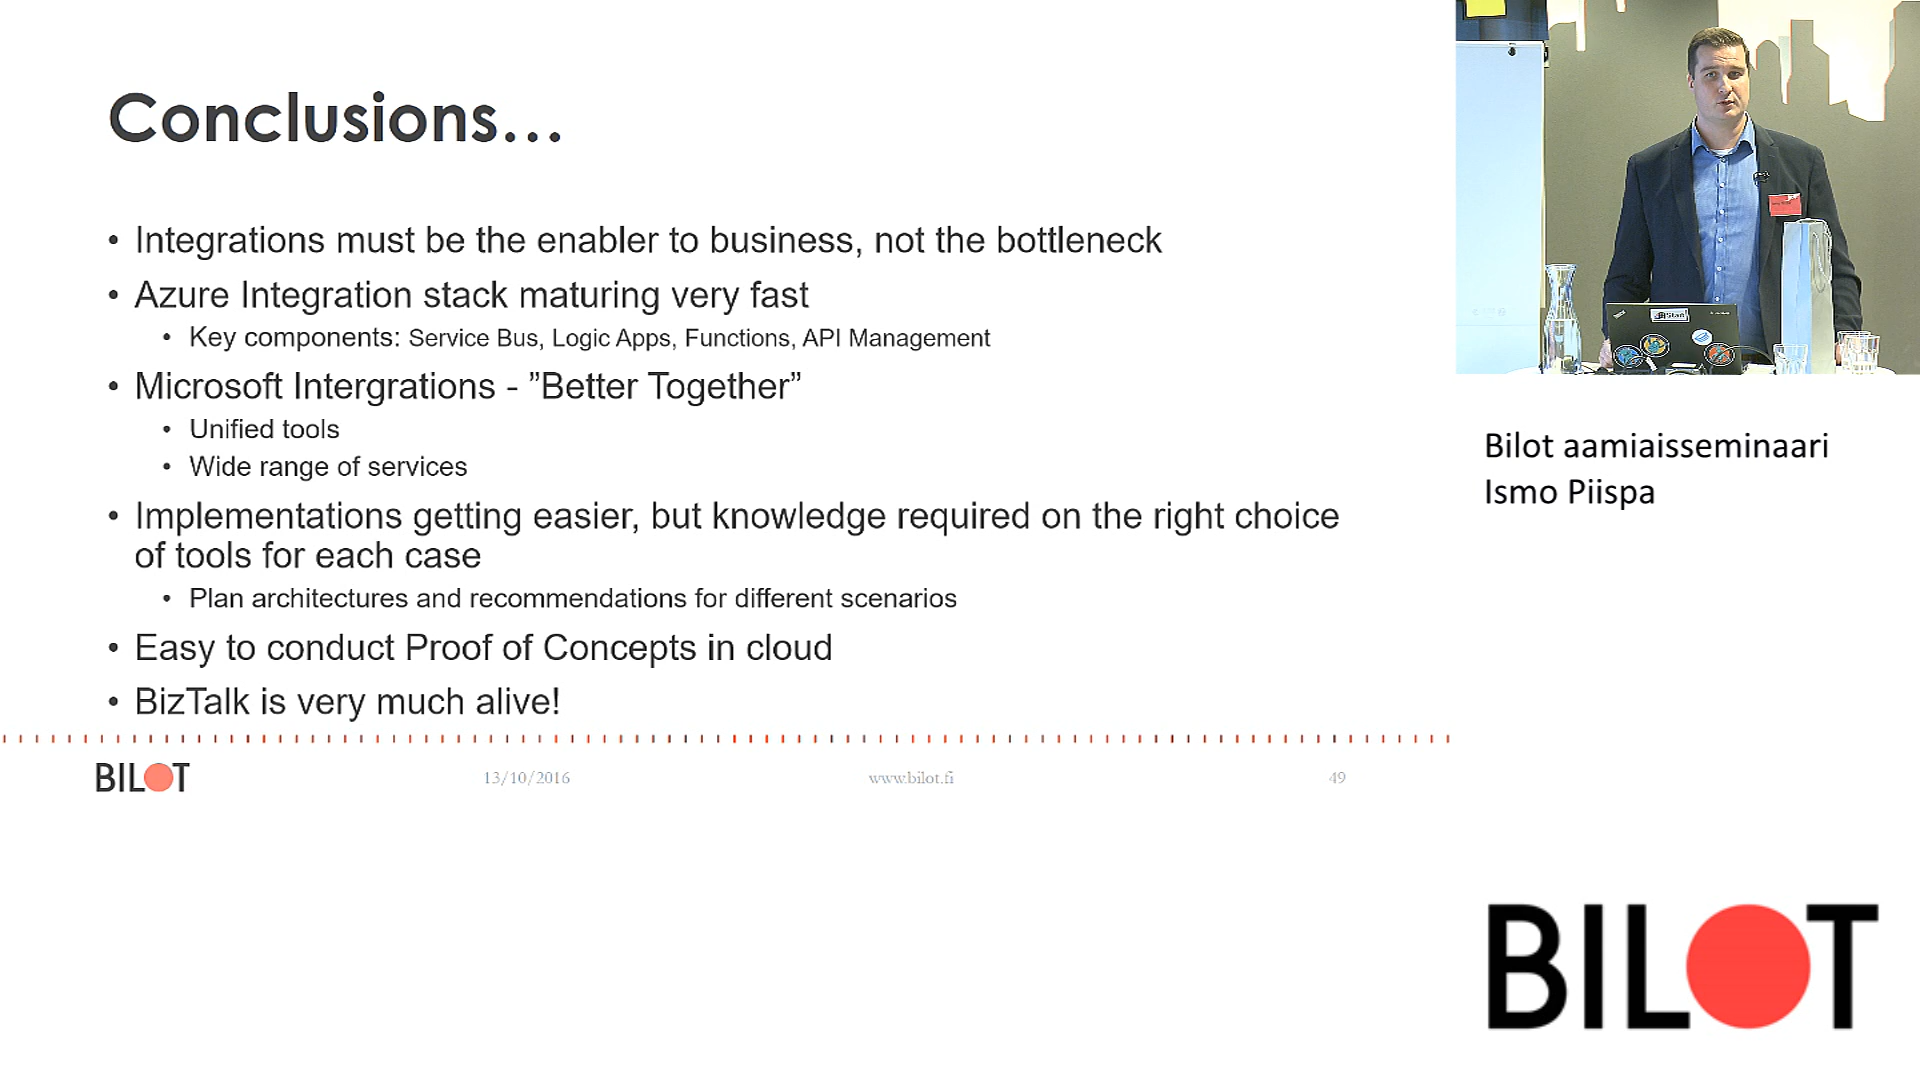 Conclusions...
• Integrations must be the enabler to business, not the bottleneck
• Azure Integration stack maturing very fast
• Key components: Service Bus, Logic Apps, Functions, API Management
• Microsoft Intergrations - ”Better Together”
• Unified tools
• Wide range of services
• Implementations getting easier, but knowledge required on the right choice
of tools for each case
• Plan architectures and recommendations for different scenarios
• Easy to conduct Proof of Concepts in cloud
• BizTalk is very much alive!
BILOT
13/10/2016
www.bilot.fi
49
Bilot aamiaisseminaari
Ismo Piispa
BILOT